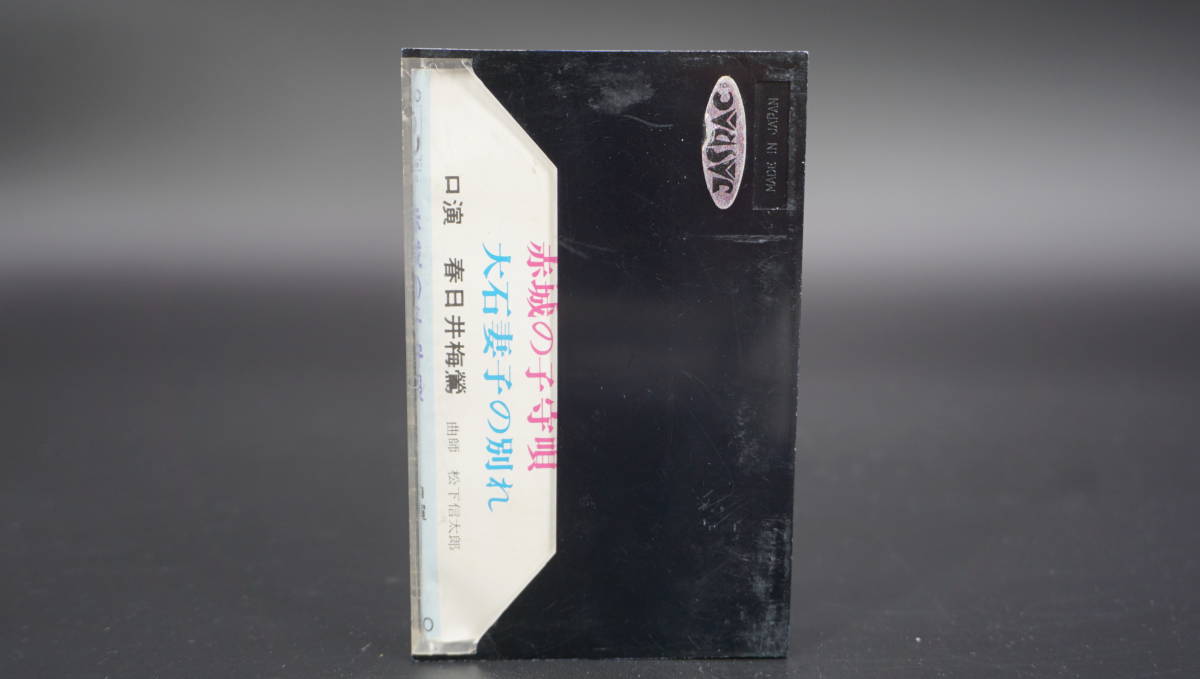 赤城の子守唄
大石妻子の別れ
口演 春日井梅鶯
曲師 松下信太郎
JASRAC
MADE IN JAPAN